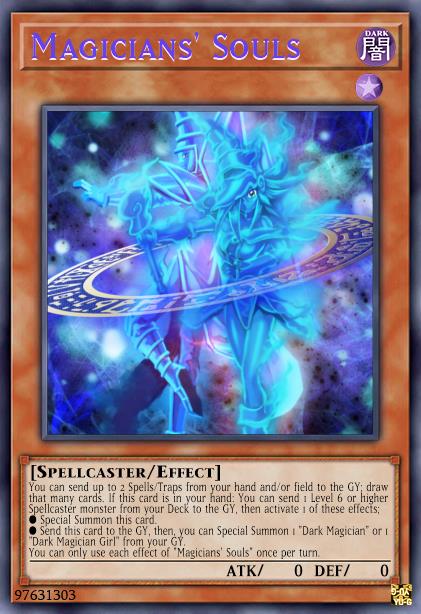 Magicians' Souls
DARK
闇
[Spellcaster/Effect]
You can send up to 2 Spells/Traps from your hand and/or field to the GY; draw
that many cards. If this card is in your hand: You can send 1 Level 6 or higher
Spellcaster monster from your Deck to the GY, then activate 1 of these effects;
● Special Summon this card.
● Send this card to the GY, then, you can Special Summon 1 "Dark Magician" or 1
"Dark Magician Girl" from your GY.
You can only use each effect of "Magicians' Souls" once per turn.
ATK/ 0 DEF/ 0
97631303